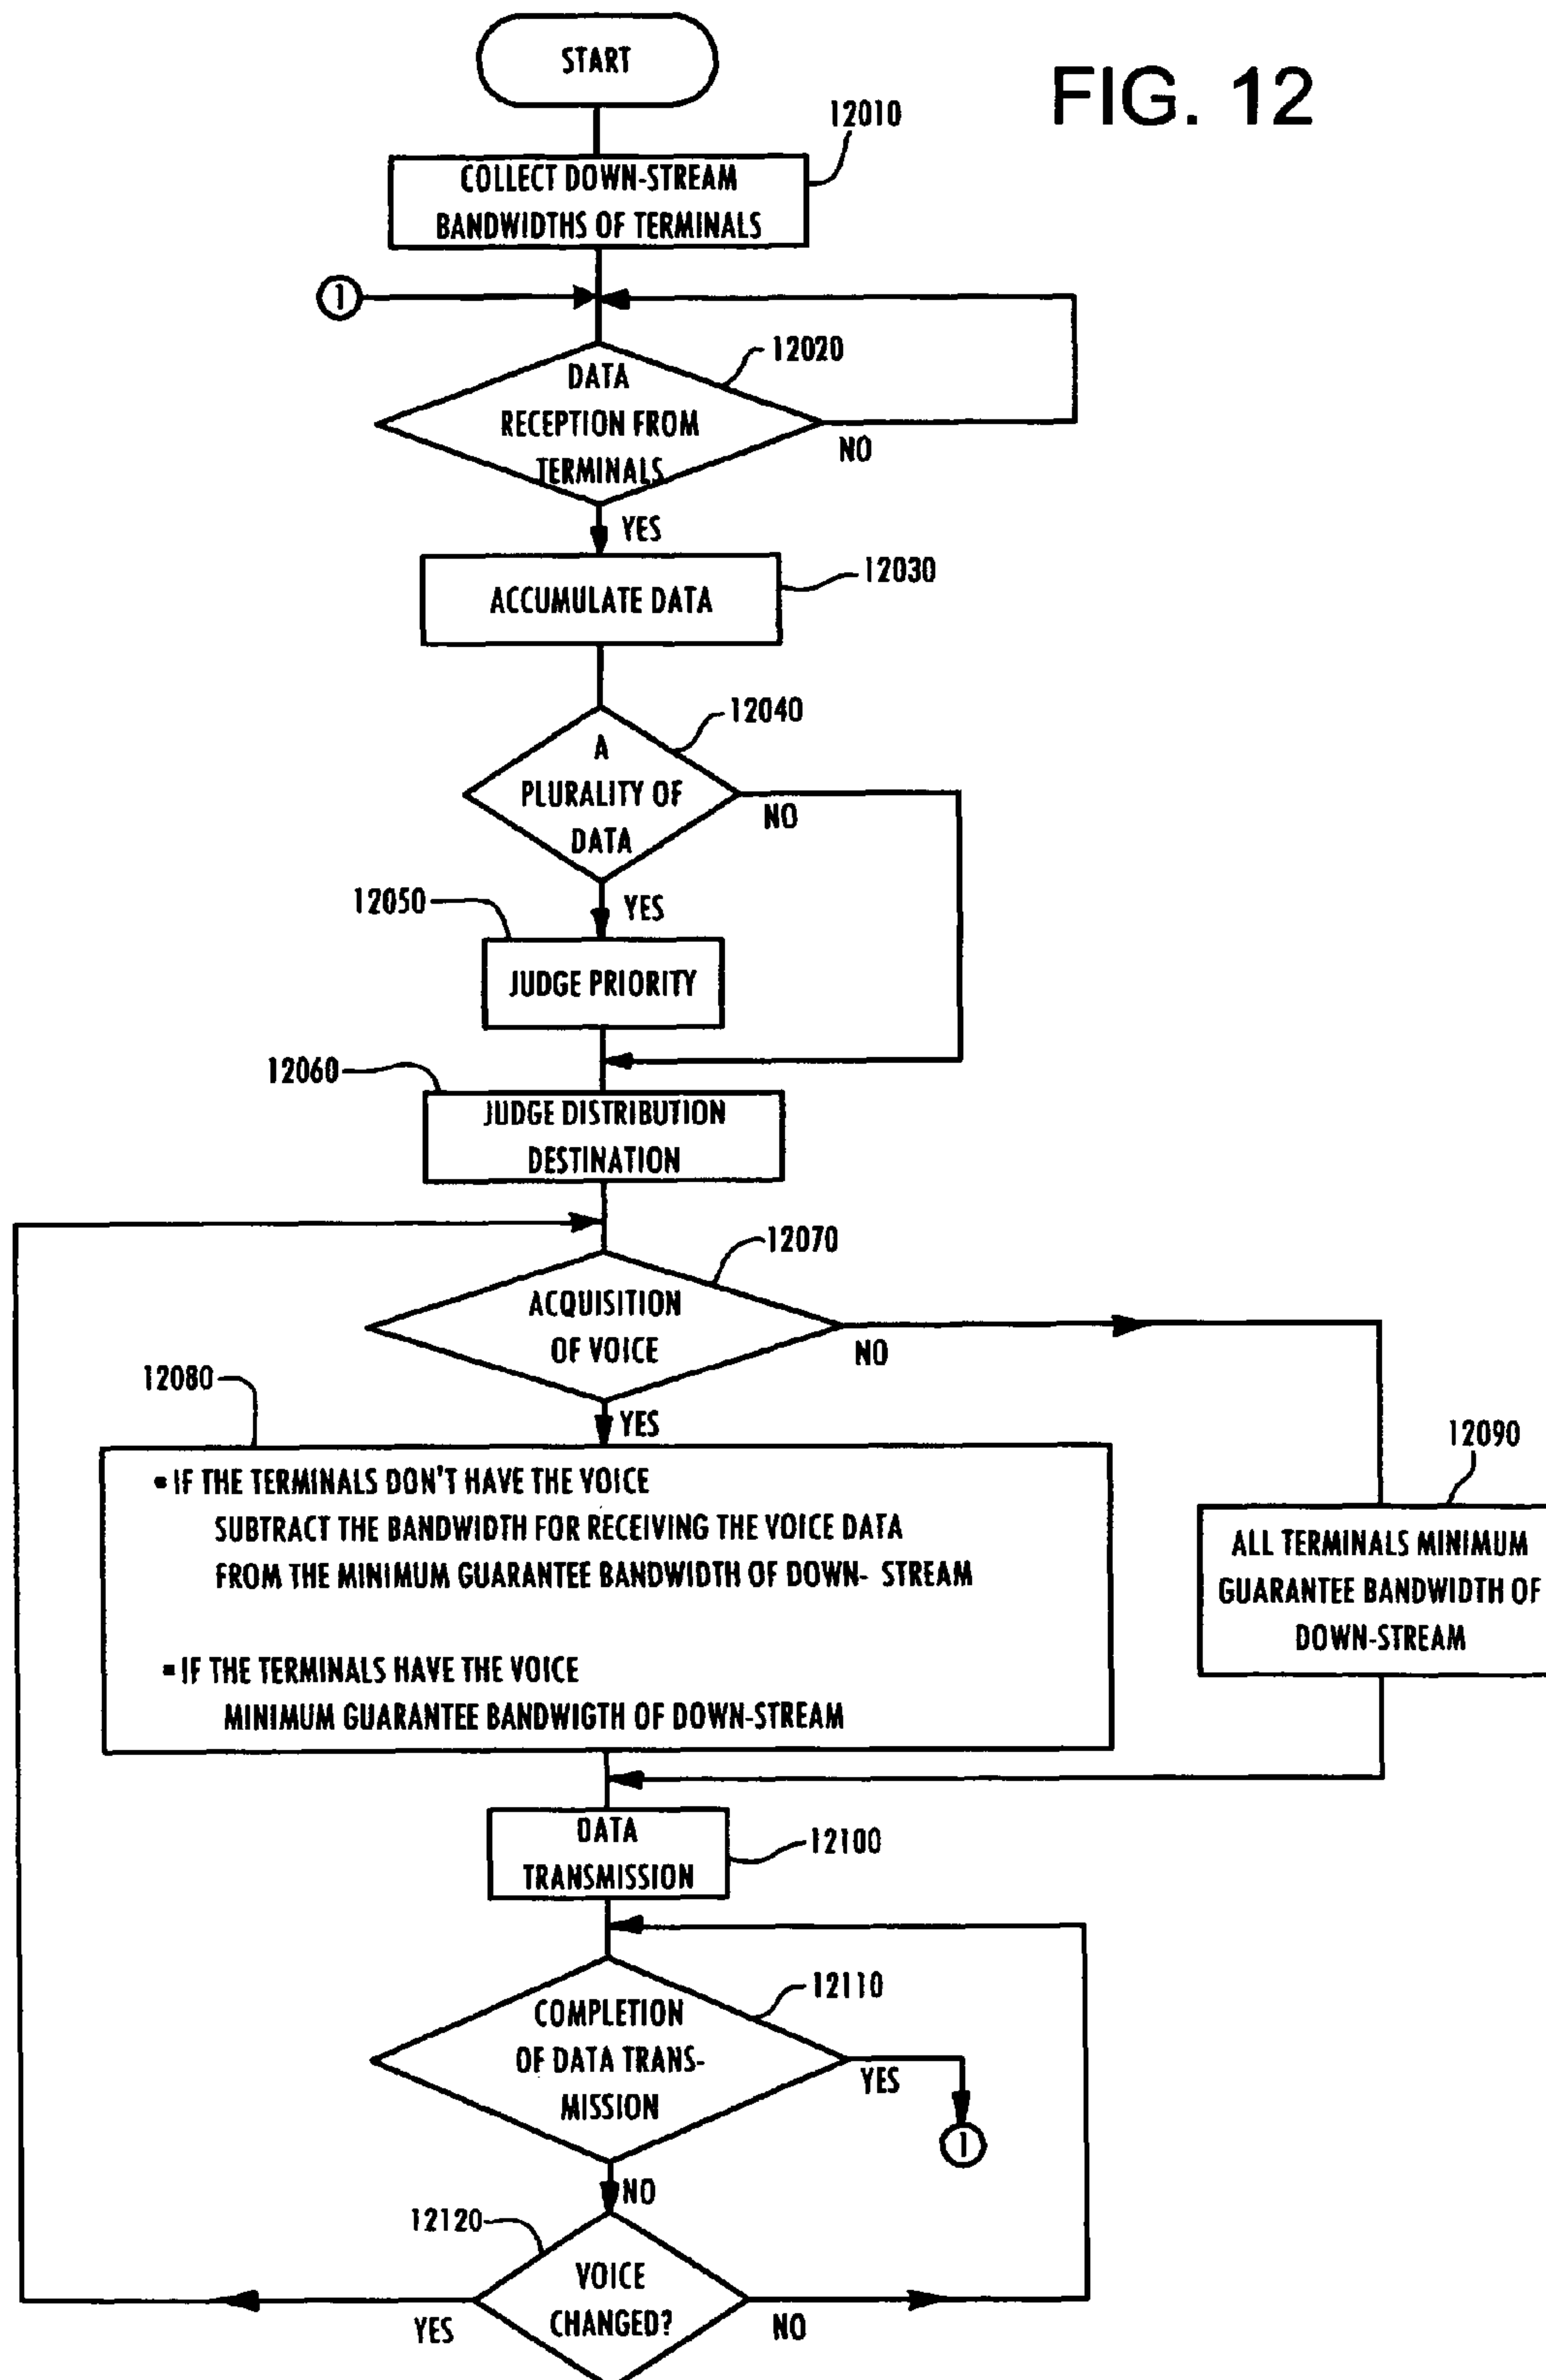 START
FIG. 12
12010
COLLECT DOWN-STREAM
BANDWIDTHS OF TERMINALS
1
12020
DATA
RECEPTION FROM
TERMINALS
NO
YES
12030
ACCUMULATE DATA
12040
A
PLURALITY OF
DATA
NO
YES
12050
JUDGE PRIORITY
12060
JUDGE DISTRIBUTION
DESTINATION
12070
ACQUISITION
OF VOICE
NO
YES
12080
▪ IF THE TERMINALS DON'T HAVE THE VOICE
SUBTRACT THE BANDWIDTH FOR RECEIVING THE VOICE DATA
FROM THE MINIMUM GUARANTEE BANDWIDTH OF DOWN- STREAM
▪ IF THE TERMINALS HAVE THE VOICE
MINIMUM GUARANTEE BANDWIGTH OF DOWN-STREAM
12090
ALL TERMINALS MINIMUM
GUARANTEE BANDWIDTH OF
DOWN-STREAM
DATA
TRANSMISSION
12100
12110
COMPLETION
OF DATA TRANS-
MISSION
YES
1
NO
12120
VOICE
CHANGED?
YES
NO